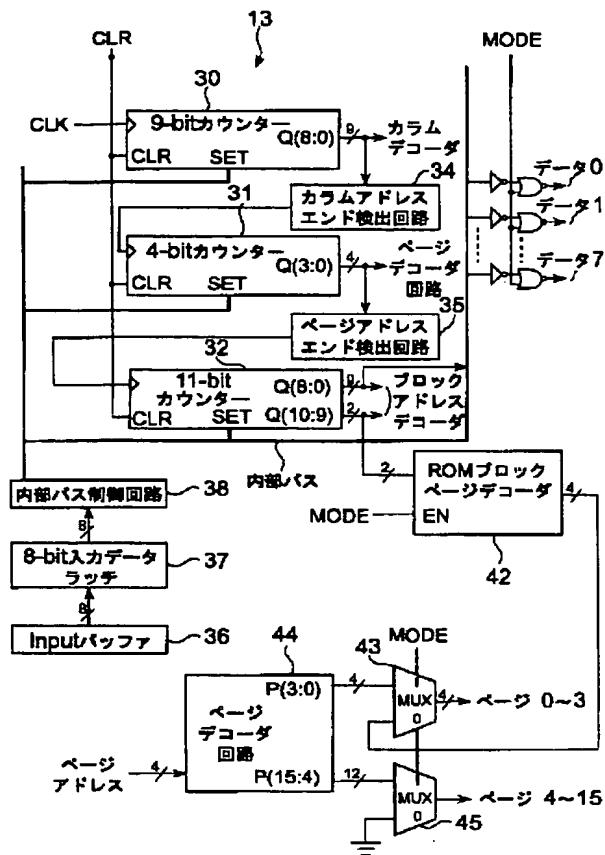 CLR
13
MODE
30
CLK
9-bitカウンター
Q(8:0)
CLR
SET
9
カラム
デコーダ
データ0
34
31
カラムアドレス
エンド検出回路
データ1
4-bitカウンター
Q(3:0)
CLR
SET
4
ページ
デコーダ
回路
データ7
35
ページアドレス
エンド検出回路
32
11-bit
カウンター
Q(8:0)
Q(10:9)
CLR
SET
9
2
ブロック
アドレス
デコーダ
内部バス
内部バス制御回路
38
8
8-bit入力データ
ラッチ
37
8
Inputバッファ
36
2
ROMブロック
ページデコーダ
4
MODE
EN
42
44
43
MODE
P(3:0)
4
MUX
0
4
ページ 0~3
ページ
デコーダ
回路
ページ
アドレス
4
P(15:4)
12
MUX
0
ページ 4~15
45